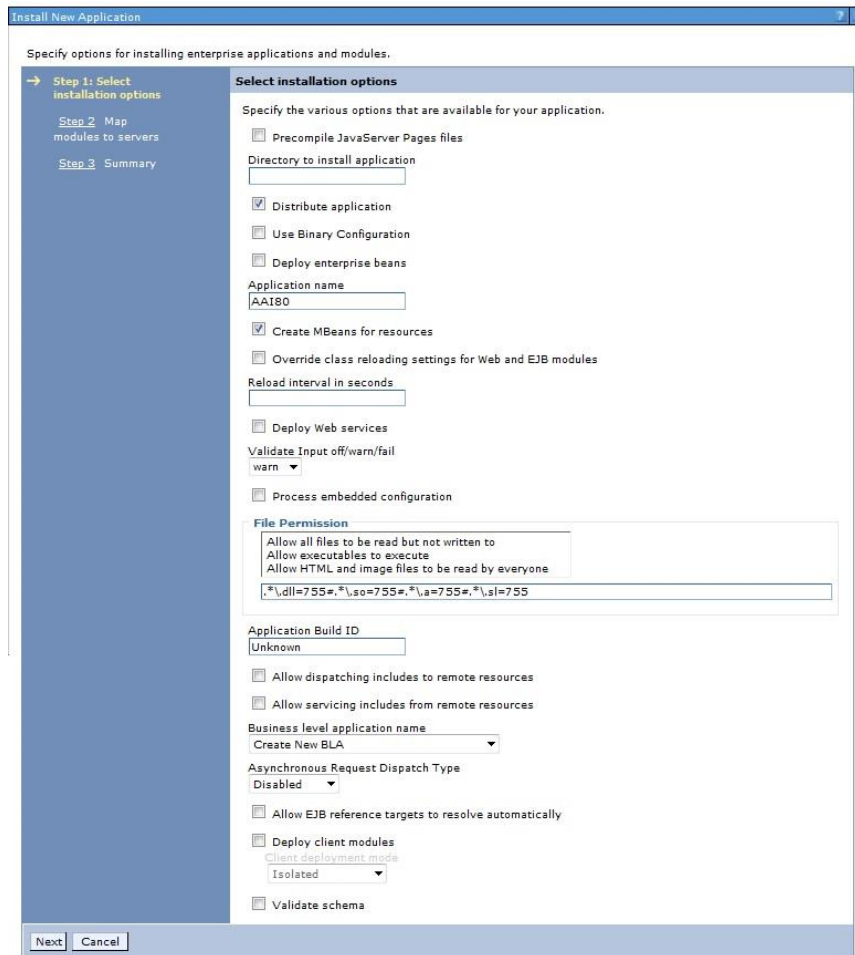 Install New Application
?
Specify options for installing enterprise applications and modules.
Step 1: Select
installation options
Step 2 Map
modules to servers
Step 3 Summary
Select installation options
Specify the various options that are available for your application.
Precompile JavaServer Pages files
Directory to install application
Distribute application
Use Binary Configuration
Deploy enterprise beans
Application name
AAI80
Create MBeans for resources
Override class reloading settings for Web and EJB modules
Reload interval in seconds
Deploy Web services
Validate Input off/warn/fail
warn
Process embedded configuration
File Permission
Allow all files to be read but not written to
Allow executables to execute
Allow HTML and image files to be read by everyone
.*\.dll=755#.*\.so=755#.*\.a=755#.*\.sl=755
Application Build ID
Unknown
Allow dispatching includes to remote resources
Allow servicing includes from remote resources
Business level application name
Create New BLA
Asynchronous Request Dispatch Type
Disabled
Allow EJB reference targets to resolve automatically
Deploy client modules
Client deployment mode
Isolated
Validate schema
Next Cancel